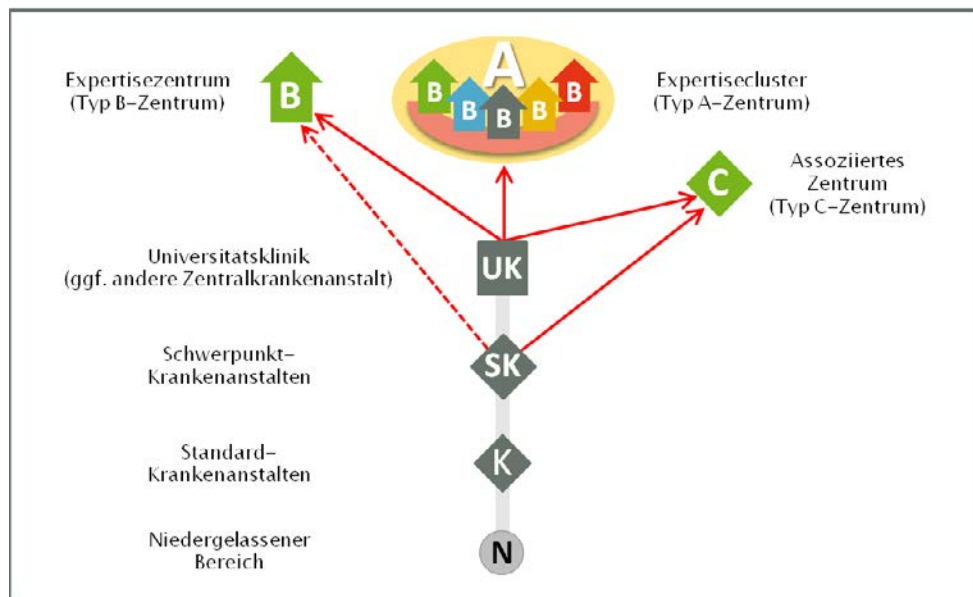 Expertisezentrum
(Typ B-Zentrum)
B
A
B
B
B
B
B
Expertisecluster
(Typ A-Zentrum)
C
Assoziiertes
Zentrum
(Typ C-Zentrum)
Universitätsklinik
(ggf. andere Zentralkrankenanstalt)
UK
Schwerpunkt-
Krankenanstalten
SK
Standard-
Krankenanstalten
K
Niedergelassener
Bereich
N